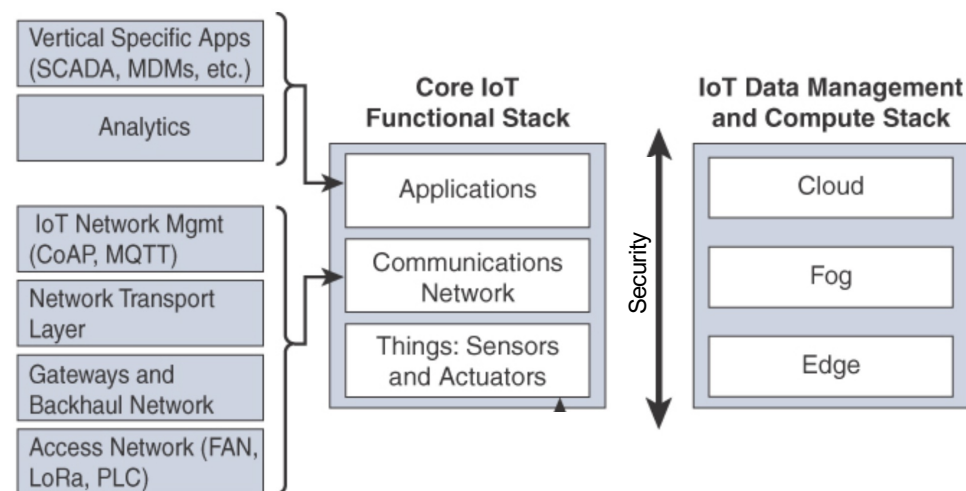 Vertical Specific Apps
(SCADA, MDMs, etc.)
Analytics
IoT Network Mgmt
(CoAP, MQTT)
Network Transport
Layer
Gateways and
Backhaul Network
Access Network (FAN,
LoRa, PLC)
Core IoT
Functional Stack
Applications
Communications
Network
Things: Sensors
and Actuators
Security
IoT Data Management
and Compute Stack
Cloud
Fog
Edge